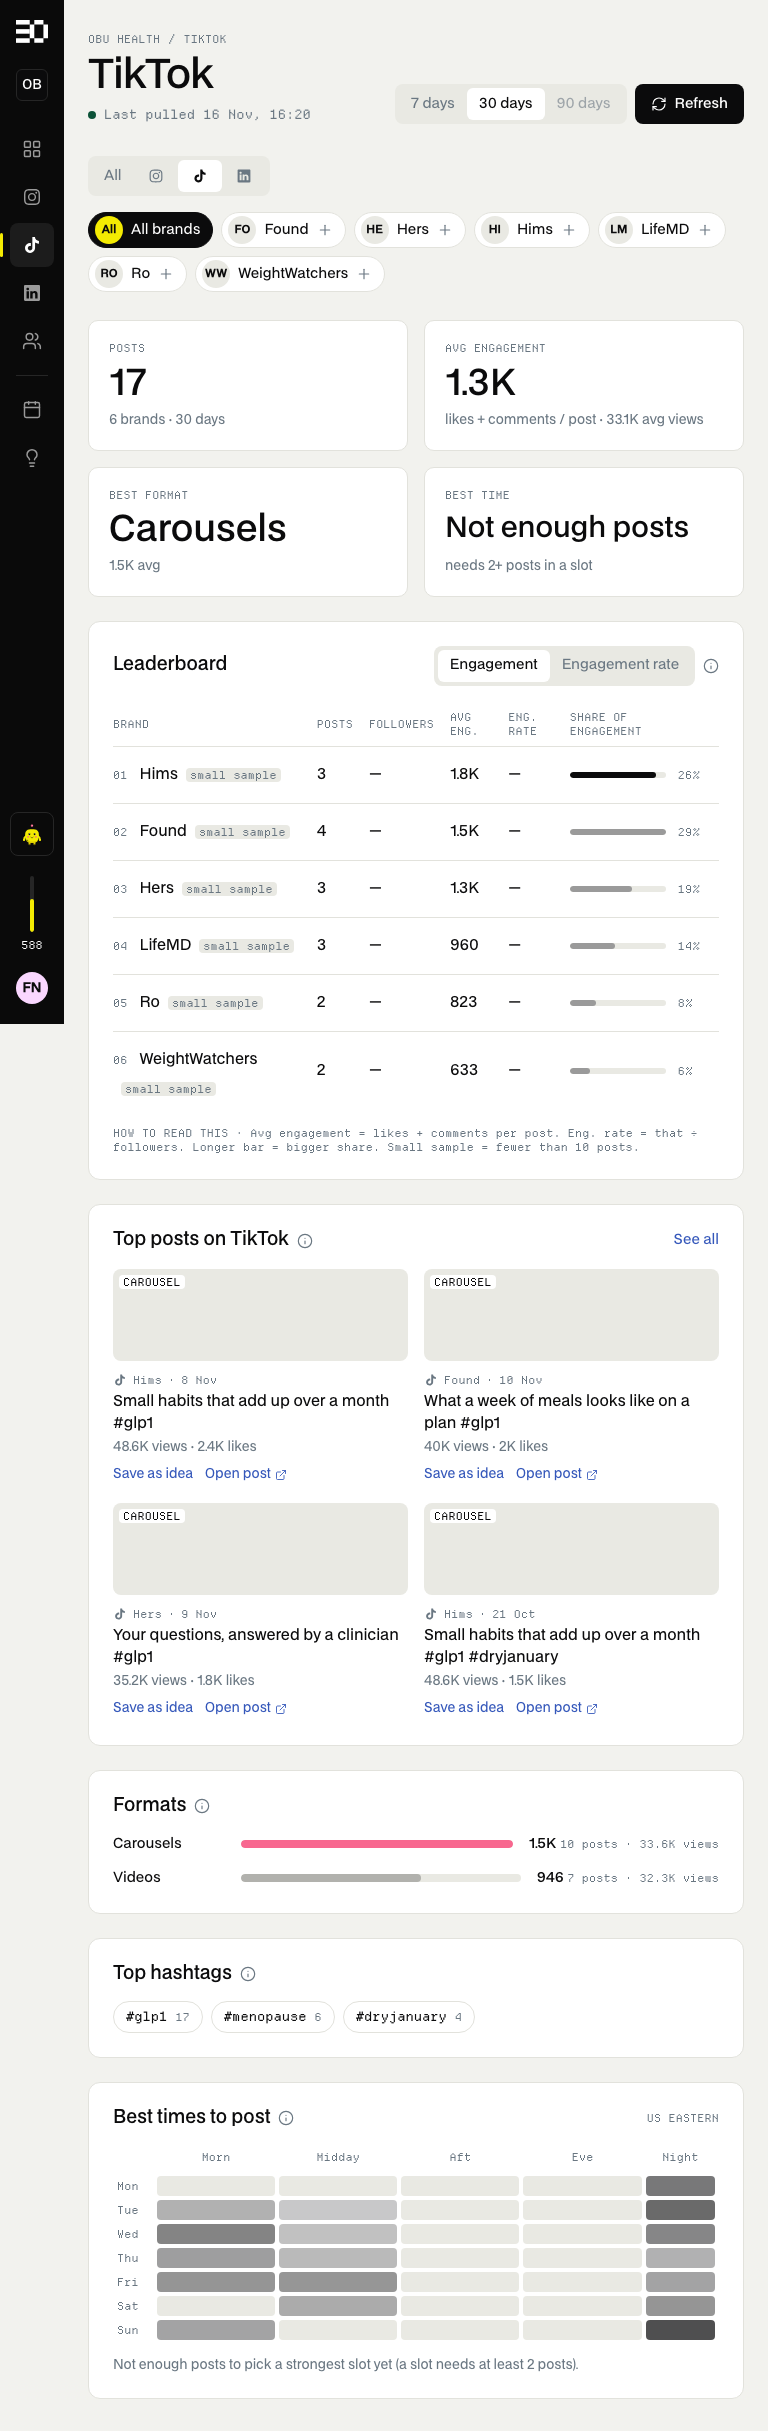 OBU HEALTH / TIKTOK
TikTok
Last pulled 16 Nov, 16:20
7 days 30 days 90 days Refresh
OB
All
All All brands FO Found HE Hers HI Hims LM LifeMD
RO Ro WW WeightWatchers
POSTS
17
6 brands · 30 days
AVG ENGAGEMENT
1.3K
likes + comments / post · 33.1K avg views
BEST FORMAT
Carousels
1.5K avg
BEST TIME
Not enough posts
needs 2+ posts in a slot
Leaderboard
Engagement Engagement rate
BRAND POSTS FOLLOWERS AVG ENG. ENG. RATE SHARE OF ENGAGEMENT
01 Hims small sample 3 — 1.8K — 26%
02 Found small sample 4 — 1.5K — 29%
03 Hers small sample 3 — 1.3K — 19%
04 LifeMD small sample 3 — 960 — 14%
05 Ro small sample 2 — 823 — 8%
06 WeightWatchers small sample 2 — 633 — 6%
HOW TO READ THIS · Avg engagement = likes + comments per post. Eng. rate = that ÷
followers. Longer bar = bigger share. Small sample = fewer than 10 posts.
588
FN
Top posts on TikTok
See all
CAROUSEL
Hims · 8 Nov
Small habits that add up over a month
#glp1
48.6K views · 2.4K likes
Save as idea Open post
CAROUSEL
Found · 10 Nov
What a week of meals looks like on a
plan #glp1
40K views · 2K likes
Save as idea Open post
CAROUSEL
Hers · 9 Nov
Your questions, answered by a clinician
#glp1
35.2K views · 1.8K likes
Save as idea Open post
CAROUSEL
Hims · 21 Oct
Small habits that add up over a month
#glp1 #dryjanuary
48.6K views · 1.5K likes
Save as idea Open post
Formats
Carousels 1.5K 10 posts · 33.6K views
Videos 946 7 posts · 32.3K views
Top hashtags
#glp1 17 #menopause 6 #dryjanuary 4
Best times to post
US EASTERN
Morn Midday Aft Eve Night
Mon
Tue
Wed
Thu
Fri
Sat
Sun
Not enough posts to pick a strongest slot yet (a slot needs at least 2 posts).